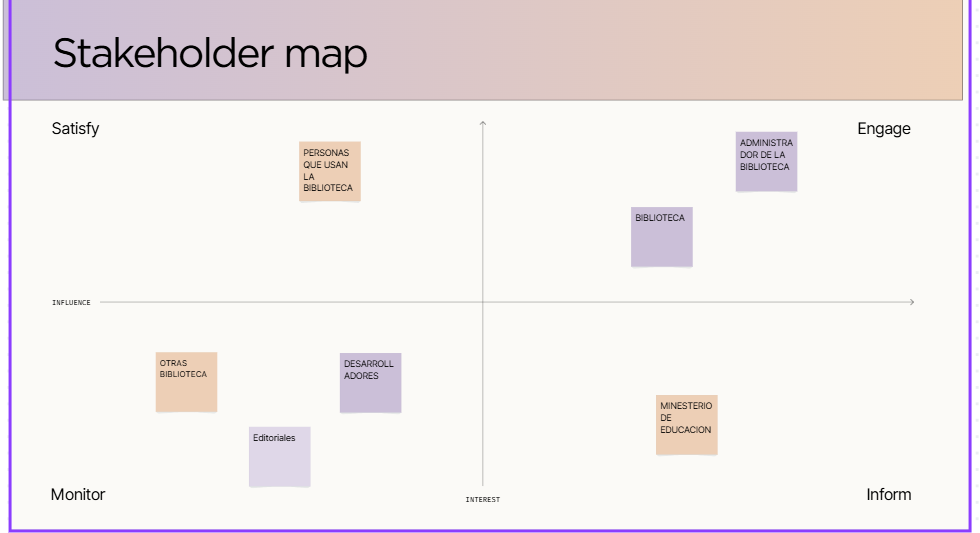 Stakeholder map
Satisfy
Engage
PERSONAS
QUE USAN
LA
BIBLIOTECA
ADMINISTRA
DOR DE LA
BIBLIOTECA
BIBLIOTECA
INFLUENCE
OTRAS
BIBLIOTECA
DESARROLL
ADORES
Editoriales
MINESTERIO
DE
EDUCACION
Monitor
INTEREST
Inform